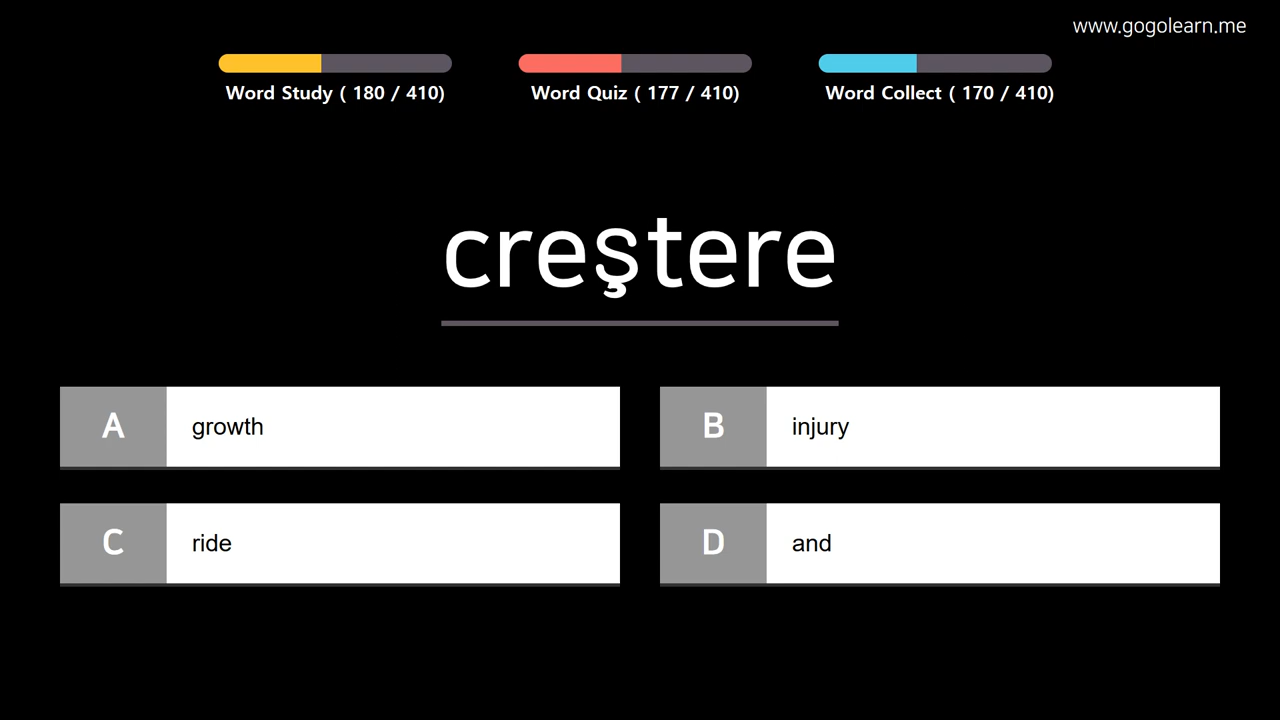 www.gogolearn.me
Word Study ( 180 / 410)
Word Quiz ( 177 / 410)
Word Collect ( 170 / 410)
creştere
A growth
B injury
C ride
D and